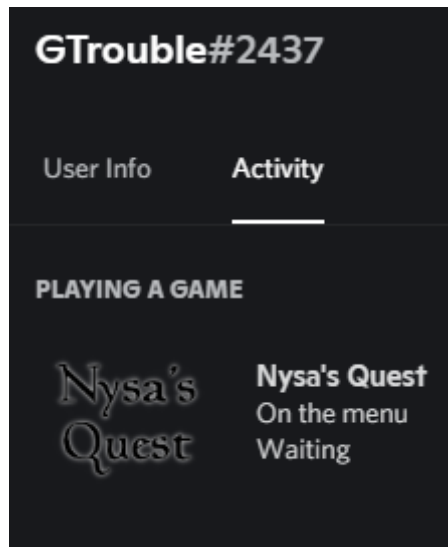 GTrouble#2437
User Info Activity
PLAYING A GAME
Nysa's
Quest
Nysa's Quest
On the menu
Waiting